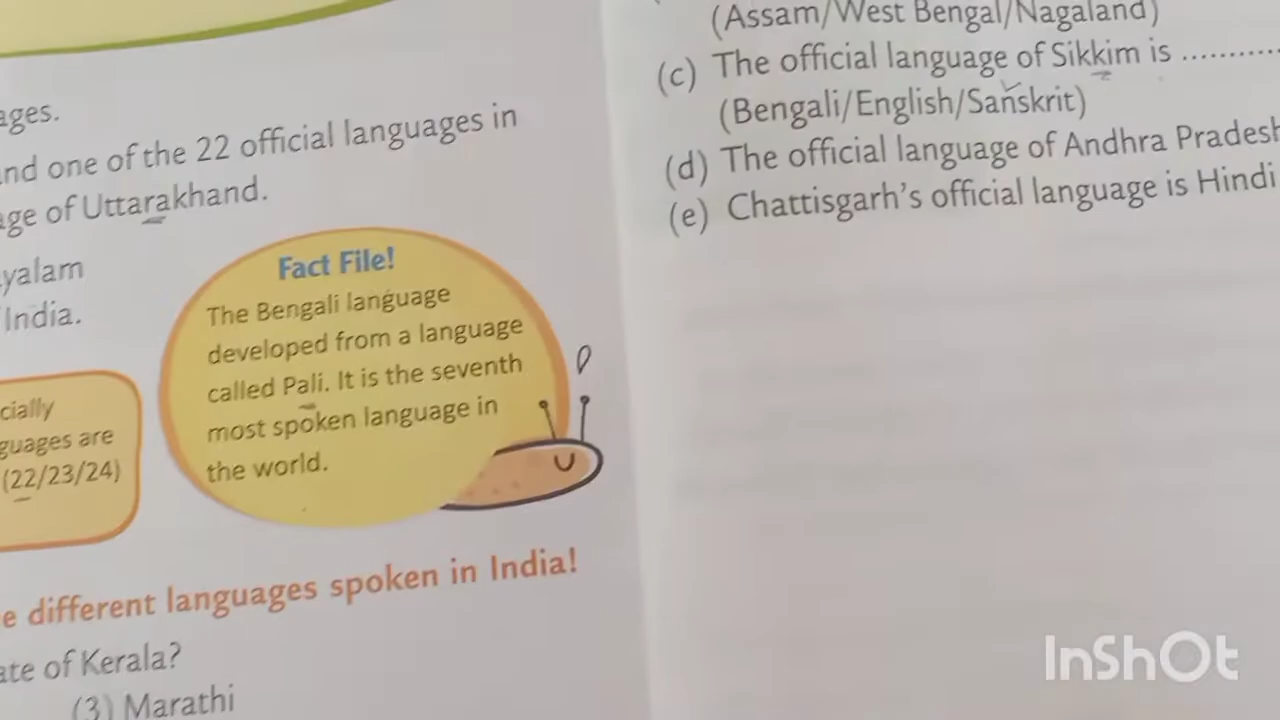 ages.
nd one of the 22 official languages in
age of Uttarakhand.
yalam
India.
Fact File!
The Bengali language
developed from a language
called Pali. It is the seventh
most spoken language in
the world.
cially
guages are
(22/23/24)
e different languages spoken in India!
ate of Kerala?
(3) Marathi
(Assam/West Bengal/Nagaland)
(c) The official language of Sikkim is ...........
(Bengali/English/Sanskrit)
(d) The official language of Andhra Pradesh
(e) Chattisgarh's official language is Hindi
InShOt